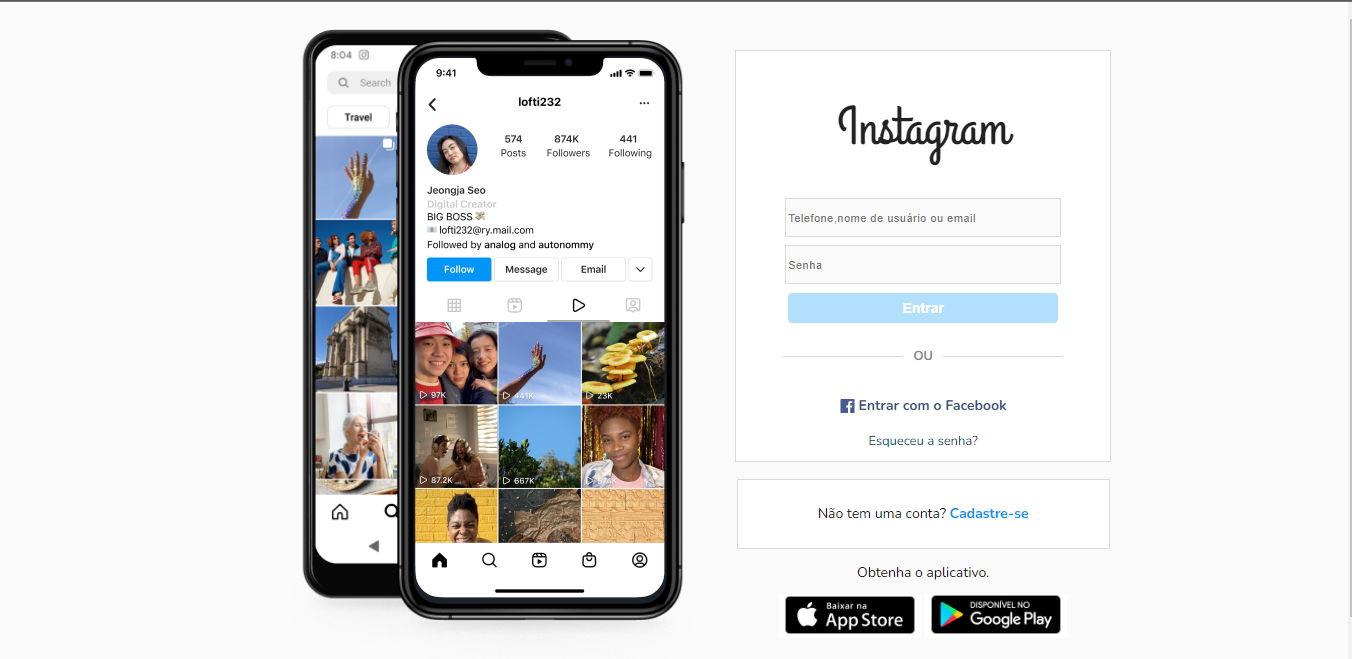 8:04
Search
Travel
9:41
lofti232
574 874K 441
Posts Followers Following
Jeongja Seo
Digital Creator
BIG BOSS
lofti232@ry.mail.com
Followed by analog and autonommy
Follow Message Email
97K 441K 23K
87.2K 667K
Instagram
Telefone,nome de usuário ou email
Senha
Entrar
OU
Entrar com o Facebook
Esqueceu a senha?
Não tem uma conta? Cadastre-se
Obtenha o aplicativo.
Baixar na
App Store
DISPONÍVEL NO
Google Play